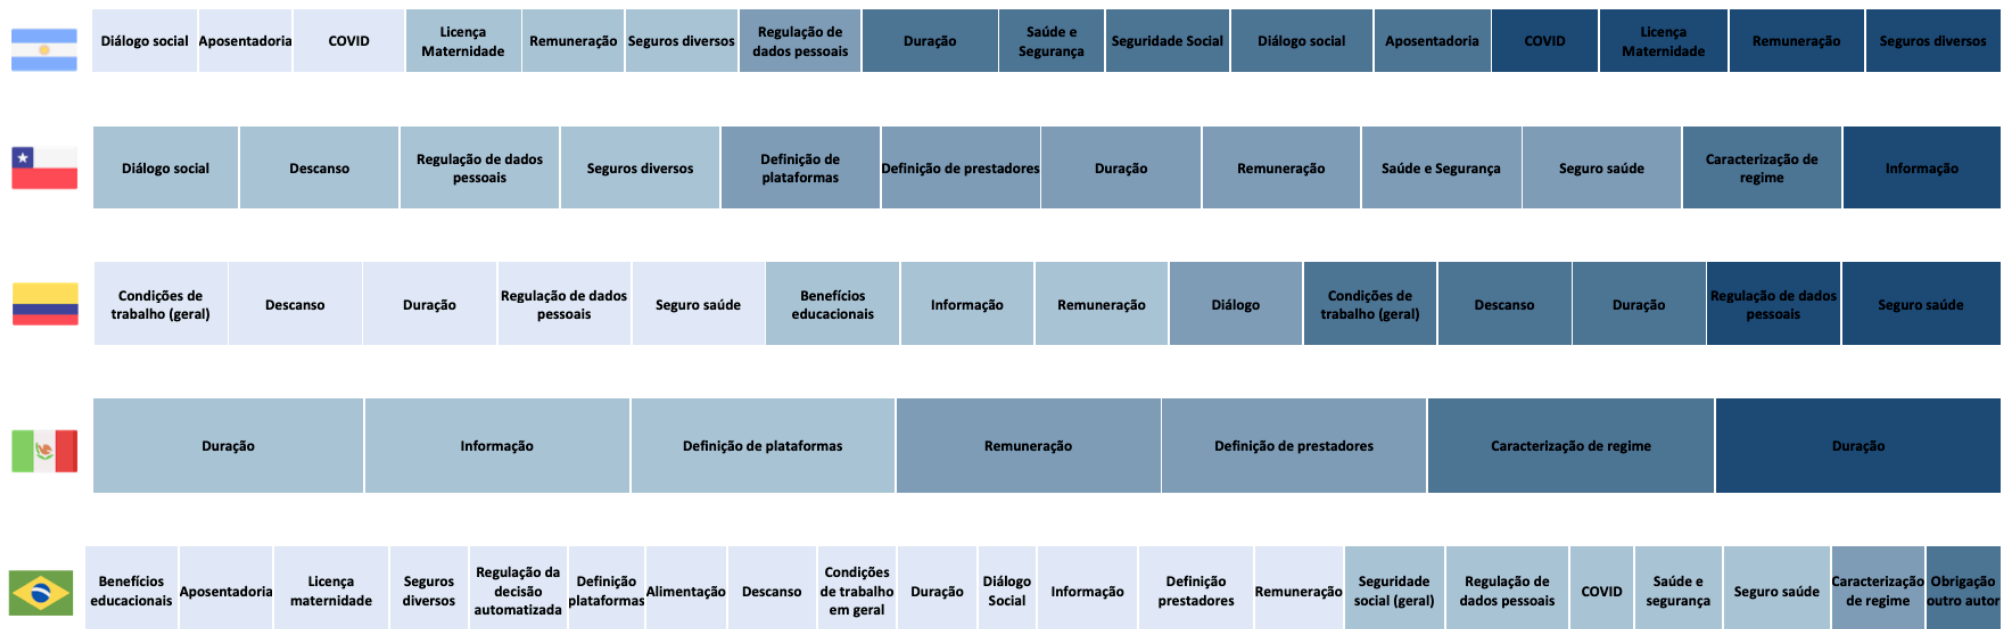 Diálogo social
Aposentadoria
COVID
Licença
Maternidade
Remuneração
Seguros diversos
Regulação de
dados pessoais
Duração
Saúde e
Segurança
Seguridade Social
Diálogo social
Aposentadoria
COVID
Licença
Maternidade
Remuneração
Seguros diversos
Diálogo social
Descanso
Regulação de dados
pessoais
Seguros diversos
Definição de
plataformas
Definição de prestadores
Duração
Remuneração
Saúde e Segurança
Seguro saúde
Caracterização de
regime
Informação
Condições de
trabalho (geral)
Descanso
Duração
Regulação de dados
pessoais
Seguro saúde
Benefícios
educacionais
Informação
Remuneração
Diálogo
Condições de
trabalho (geral)
Descanso
Duração
Regulação de dados
pessoais
Seguro saúde
Duração
Informação
Definição de plataformas
Remuneração
Definição de prestadores
Caracterização de regime
Duração
Benefícios
educacionais
Aposentadoria
Licença
maternidade
Seguros
diversos
Regulação da
decisão
automatizada
Definição
plataformas
Alimentação
Descanso
Condições
de trabalho
em geral
Duração
Diálogo
Social
Informação
Definição
prestadores
Remuneração
Seguridade
social (geral)
Regulação de
dados pessoais
COVID
Saúde e
segurança
Seguro saúde
Caracterização
de regime
Obrigação
outro autor